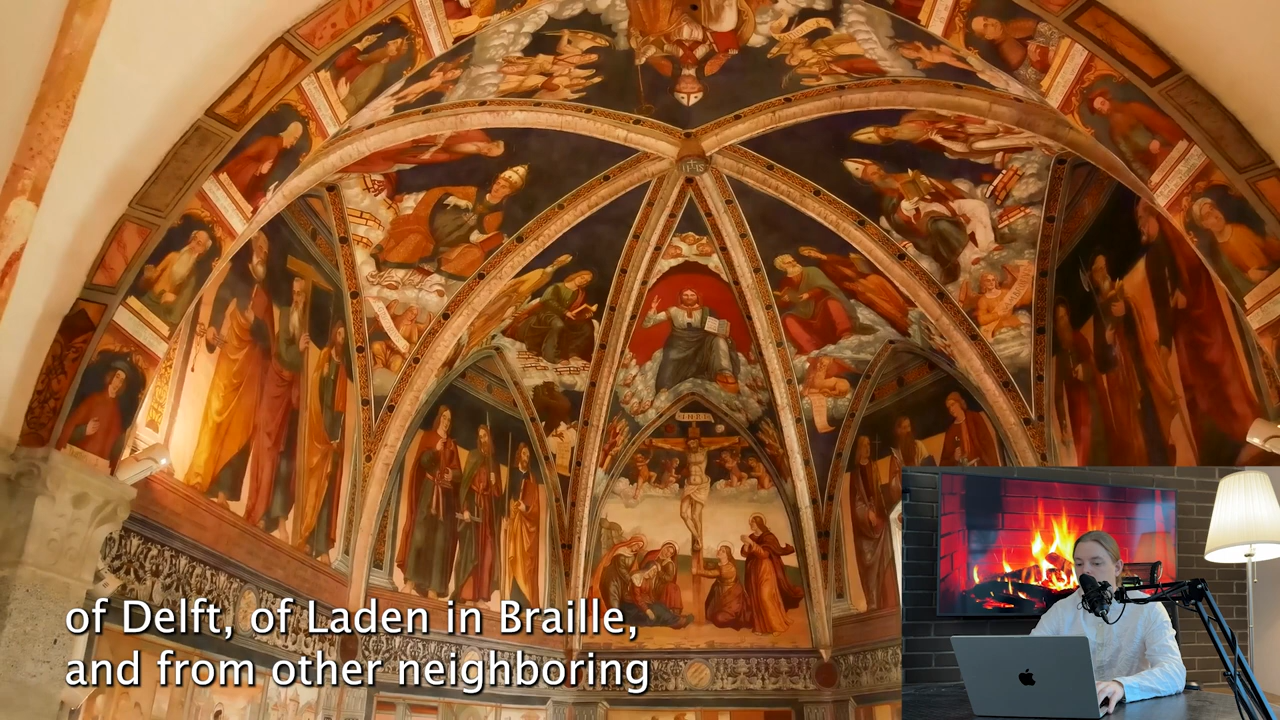 of Delft, of Laden in Braille,
and from other neighboring